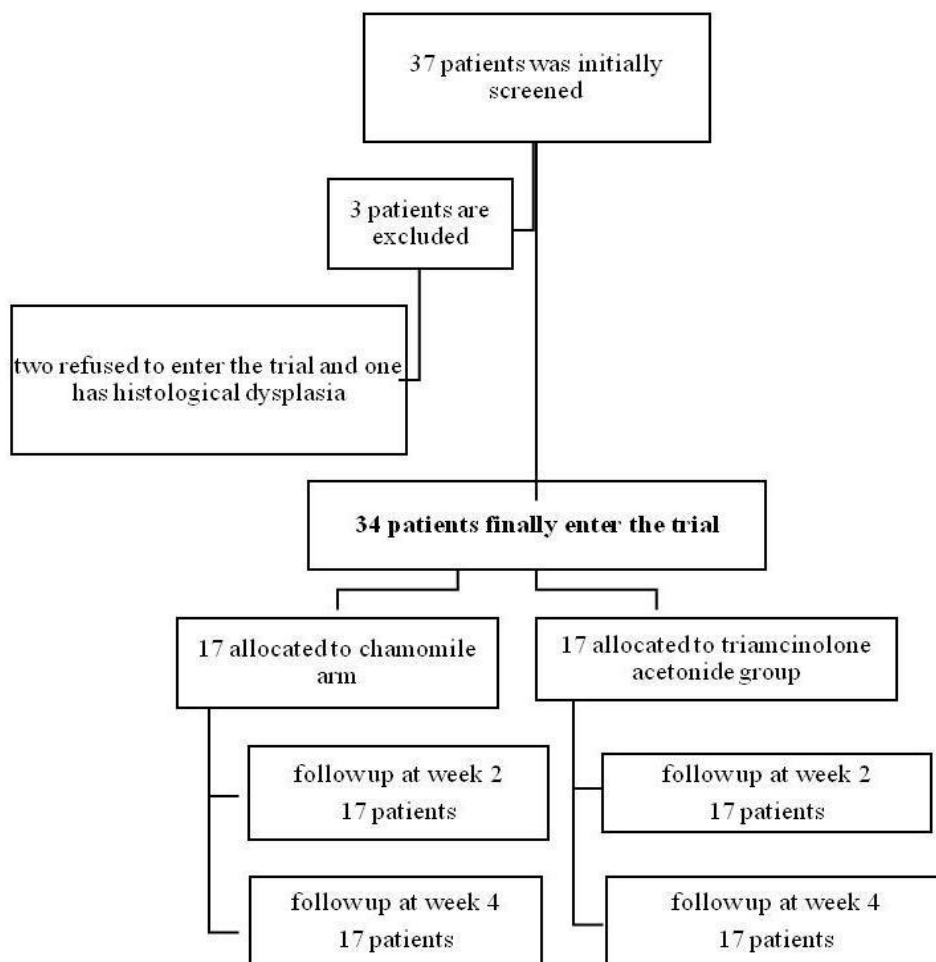 37 patients was initially
screened
3 patients are
excluded
two refused to enter the trial and one
has histological dysplasia
34 patients finally enter the trial
17 allocated to chamomile
arm
17 allocated to triamcinolone
acetonide group
followup at week 2
17 patients
followup at week 2
17 patients
followup at week 4
17 patients
followup at week 4
17 patients